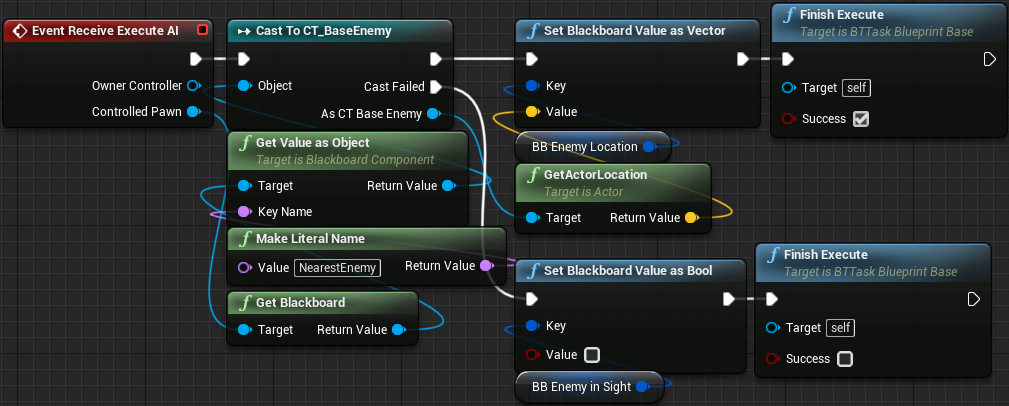 Event Receive Execute AI
Owner Controller
Controlled Pawn
Cast To CT_BaseEnemy
Object
Cast Failed
As CT Base Enemy
Get Value as Object
Target is Blackboard Component
Target
Return Value
Key Name
Make Literal Name
Value
NearestEnemy
Return Value
Get Blackboard
Target
Return Value
Set Blackboard Value as Vector
Key
Value
BB Enemy Location
GetActorLocation
Target is Actor
Target
Return Value
Set Blackboard Value as Bool
Key
Value
BB Enemy in Sight
Finish Execute
Target is BTTask Blueprint Base
Target
self
Success
Finish Execute
Target is BTTask Blueprint Base
Target
self
Success